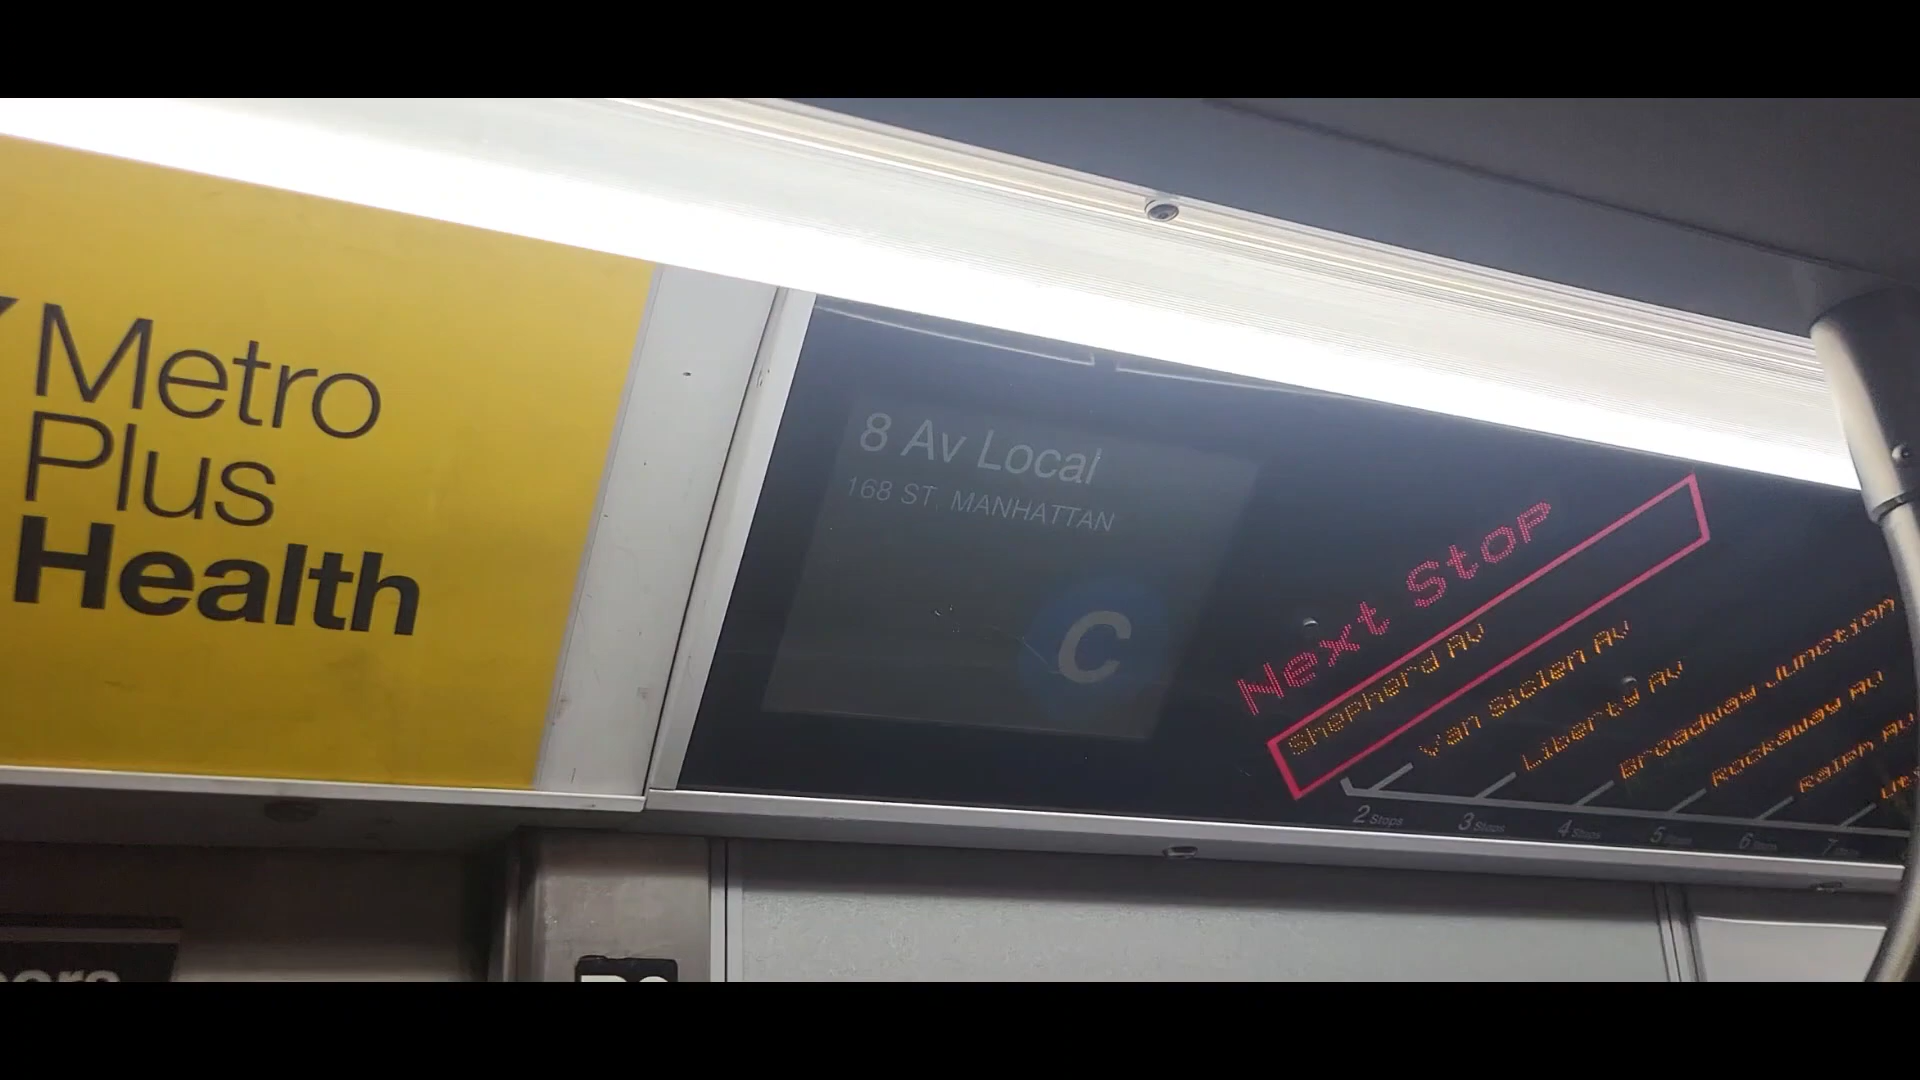 Metro
Plus
Health
8 Av Local
168 ST. MANHATTAN
C
Next Stop
Shepherd Av
Van Siclen Av
Liberty Av
Broadway Junction
Rockaway Av
Ralph Av
2 Stops
3 Stops
4 Stops
5 Stops
6 Stops
7 Stops